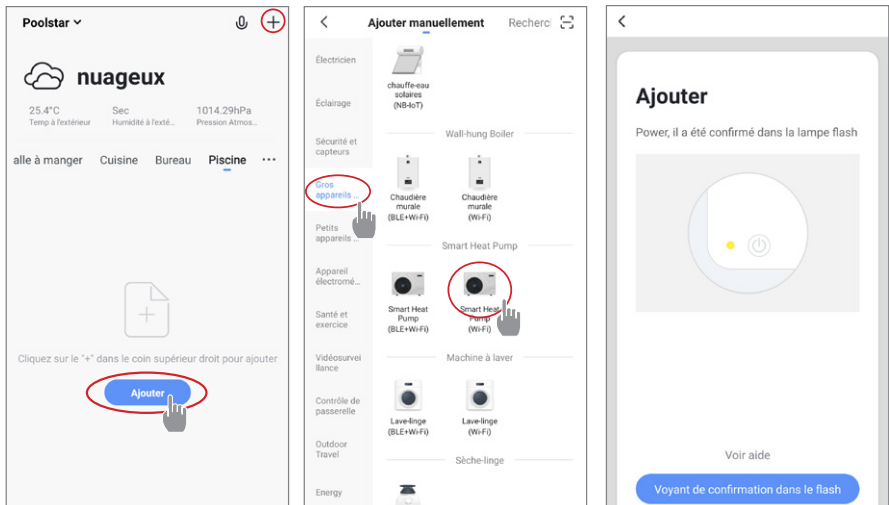 Poolstar
nuageux
25.4°C Sec 1014.29hPa
Temp à l'extérieur Humidité à l'exté... Pression Atmos...
alle à manger Cuisine Bureau Piscine ...
Cliquez sur le "+" dans le coin supérieur droit pour ajouter
Ajouter
Ajouter manuellement Recherc
Électricien
Éclairage
Sécurité et
capteurs
Gros
appareils ...
Petits
appareils ...
Appareil
électromé...
Santé et
exercice
Vidéosurvei
llance
Contrôle de
passerelle
Outdoor
Travel
Energy
chauffe-eau
solaires
(NB-IoT)
Wall-hung Boiler
Chaudière
murale
(BLE+Wi-Fi)
Chaudière
murale
(Wi-Fi)
Smart Heat Pump
Smart Heat
Pump
(BLE+Wi-Fi)
Smart Heat
Pump
(Wi-Fi)
Machine à laver
Lave-linge
(BLE+Wi-Fi)
Lave-linge
(Wi-Fi)
Sèche-linge
Ajouter
Power, il a été confirmé dans la lampe flash
Voir aide
Voyant de confirmation dans le flash